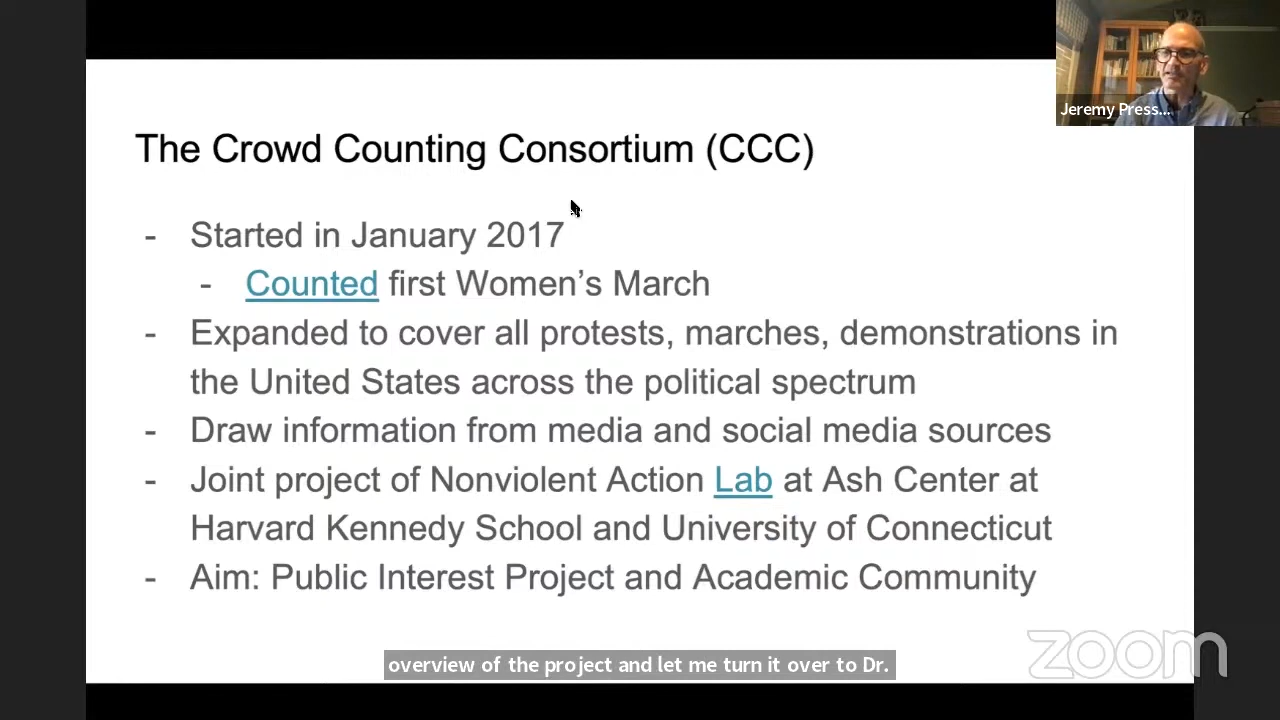 Jeremy Press...
The Crowd Counting Consortium (CCC)
- Started in January 2017
- Counted first Women’s March
- Expanded to cover all protests, marches, demonstrations in
the United States across the political spectrum
- Draw information from media and social media sources
- Joint project of Nonviolent Action Lab at Ash Center at
Harvard Kennedy School and University of Connecticut
- Aim: Public Interest Project and Academic Community
zoom
overview of the project and let me turn it over to Dr.